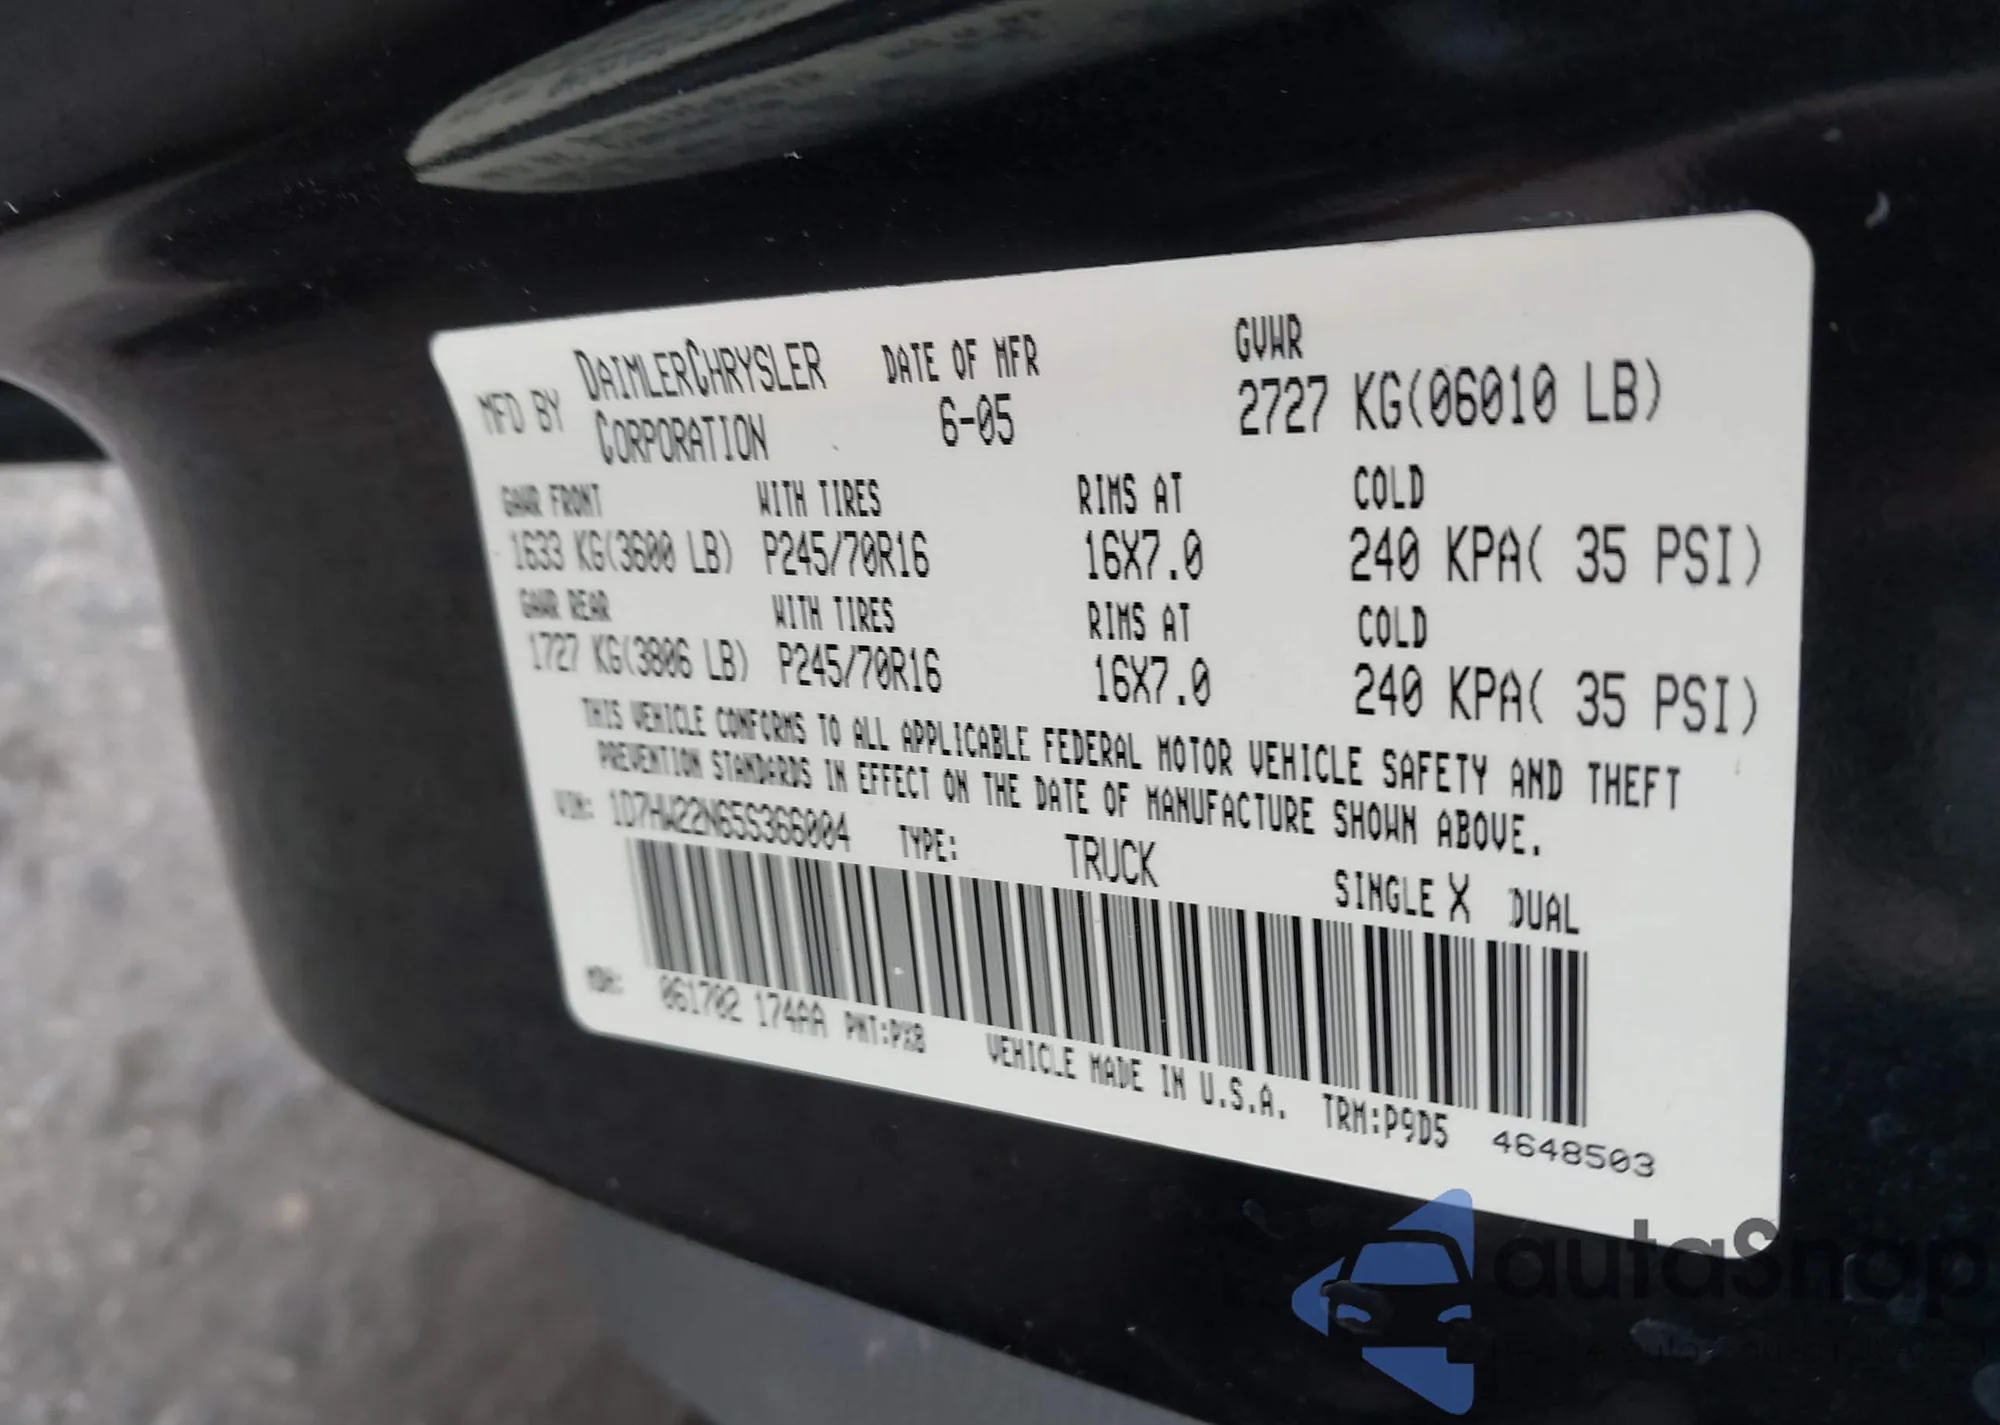 MFD BY DAIMLERCHRYSLER CORPORATION DATE OF MFR 6-05 GVWR 2727 KG(06010 LB)
GAWR FRONT WITH TIRES RIMS AT COLD
1633 KG(3600 LB) P245/70R16 16X7.0 240 KPA( 35 PSI)
GAWR REAR WITH TIRES RIMS AT COLD
1727 KG(3806 LB) P245/70R16 16X7.0 240 KPA( 35 PSI)
THIS VEHICLE CONFORMS TO ALL APPLICABLE FEDERAL MOTOR VEHICLE SAFETY AND THEFT
PREVENTION STANDARDS IN EFFECT ON THE DATE OF MANUFACTURE SHOWN ABOVE.
VIN: 1D7HW22N65S366004 TYPE: TRUCK SINGLE X DUAL
MDH: 061702 174AA PNT:PX8 VEHICLE MADE IN U.S.A. TRM:P9D5 4648503
autaSnap